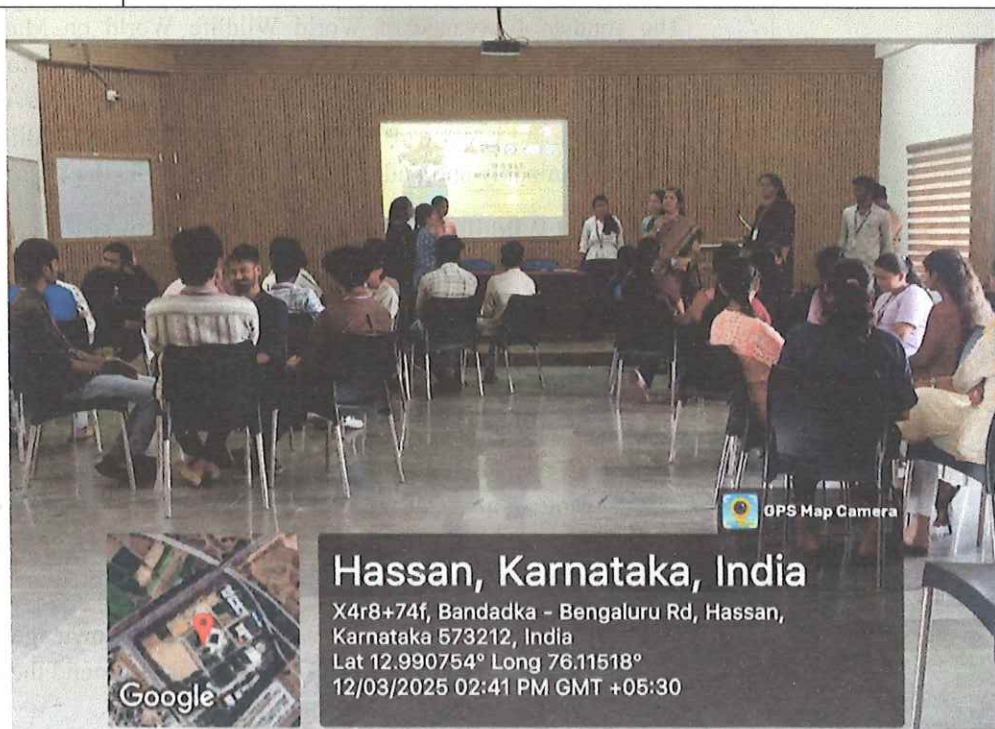 GPS Map Camera
Hassan, Karnataka, India
X4r8+74f, Bandadka - Bengaluru Rd, Hassan,
Karnataka 573212, India
Lat 12.990754° Long 76.11518°
12/03/2025 02:41 PM GMT +05:30
Google